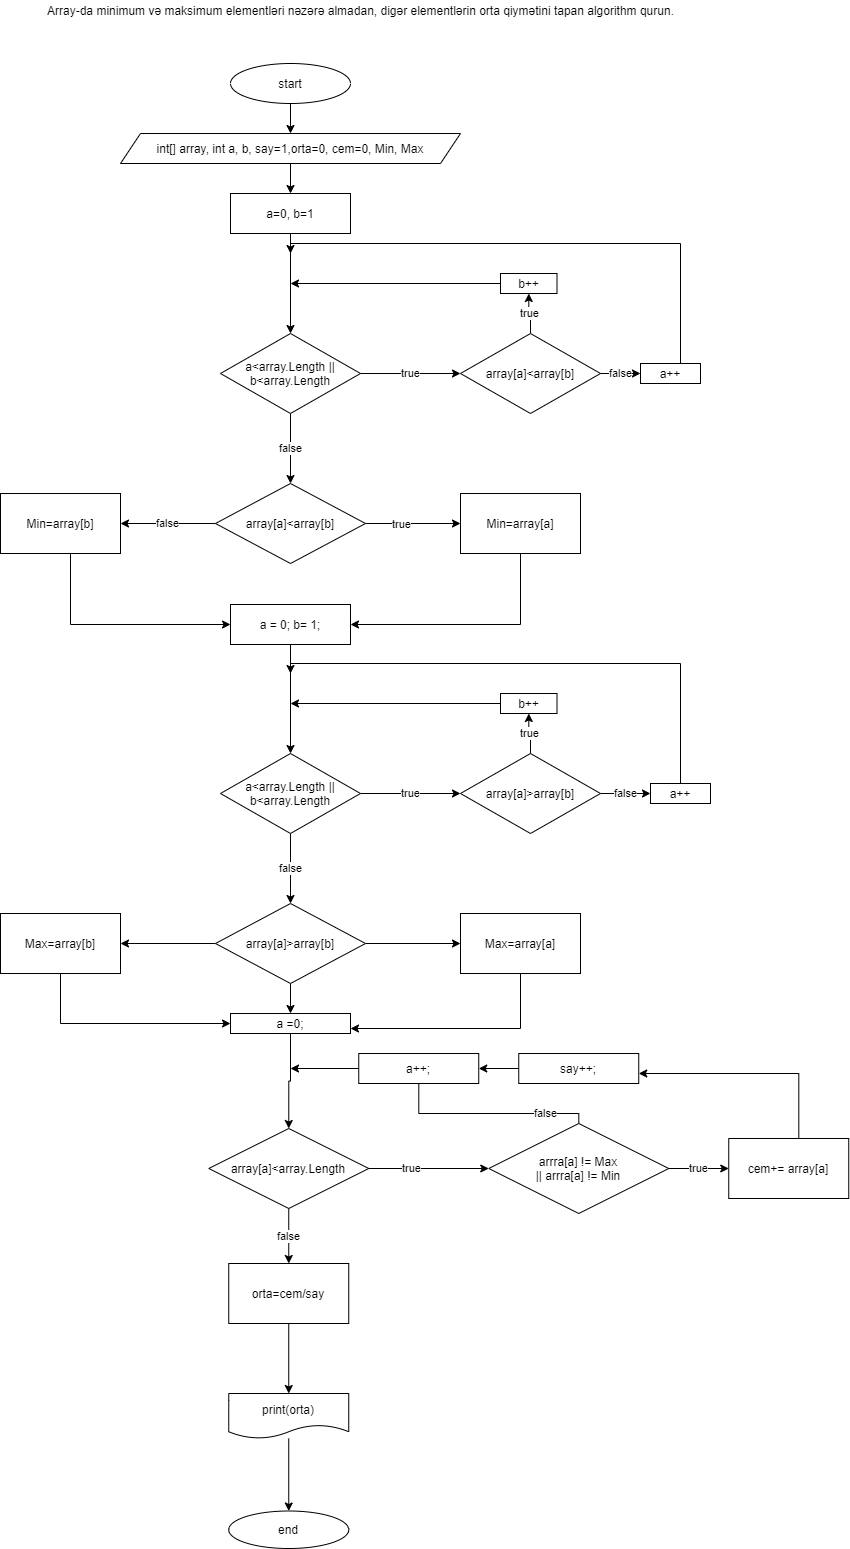 Array-da minimum və maksimum elementləri nəzərə almadan, digər elementlərin orta qiymətini tapan algorithm qurun.
start
int[] array, int a, b, say=1,orta=0, cem=0, Min, Max
a=0, b=1
b++
true
a<array.Length ||
b<array.Length
true
array[a]<array[b]
false
a++
false
Min=array[b]
false
array[a]<array[b]
true
Min=array[a]
a = 0; b= 1;
b++
true
a<array.Length ||
b<array.Length
true
array[a]>array[b]
false
a++
false
Max=array[b]
array[a]>array[b]
Max=array[a]
a =0;
a++;
say++;
false
array[a]<array.Length
true
arrra[a] != Max
|| arrra[a] != Min
true
cem+= array[a]
false
orta=cem/say
print(orta)
end